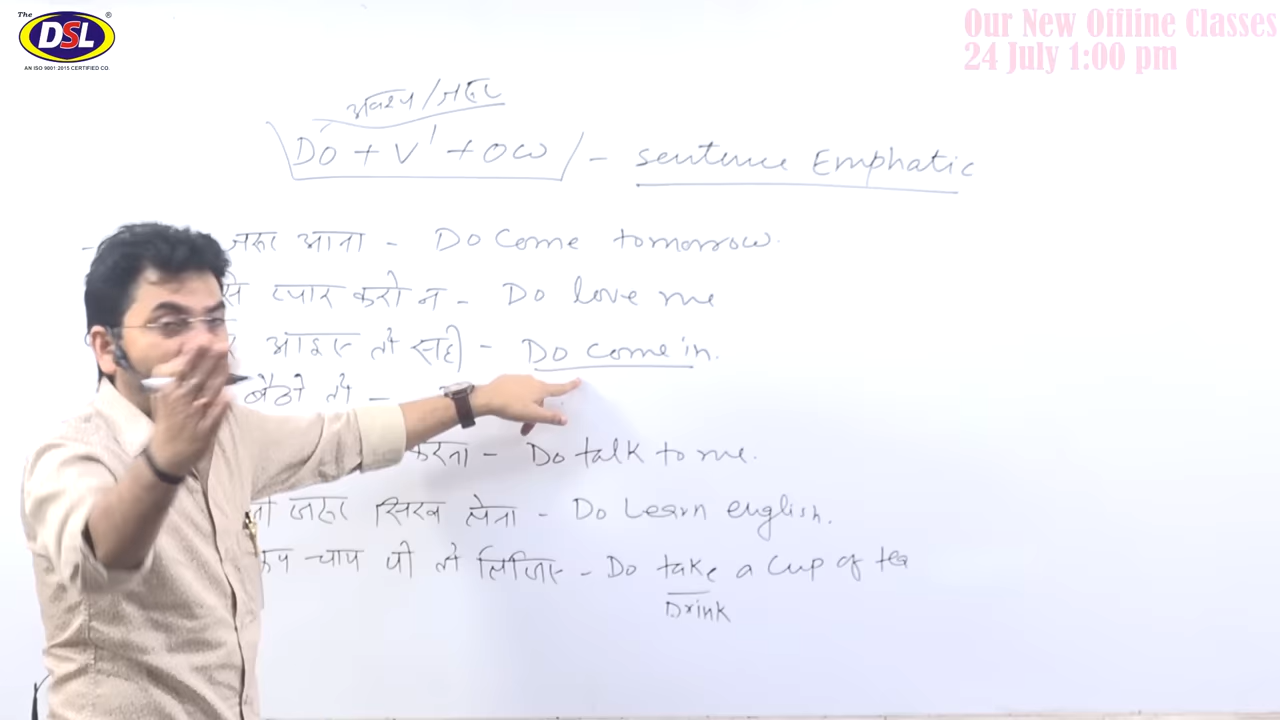 The
DSL
®
AN ISO 9001 2015 CERTIFIED CO.
Our New Offline Classes
24 July 1:00 pm
अवश्य/जरूर
Do + V¹ + OW - sentence Emphatic
जरूर आना - Do Come tomorrow.
से प्यार करो न - Do love me
आइए तो सही - Do come in.
बैठो तो -
करना - Do talk to me.
जरूर सिख लेना - Do Learn english.
कप चाय पी तो लिजिए - Do take a cup of tea
Drink